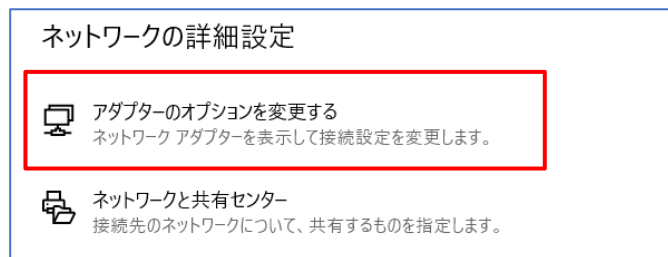 ネットワークの詳細設定
アダプターのオプションを変更する
ネットワーク アダプターを表示して接続設定を変更します。
ネットワークと共有センター
接続先のネットワークについて、共有するものを指定します。